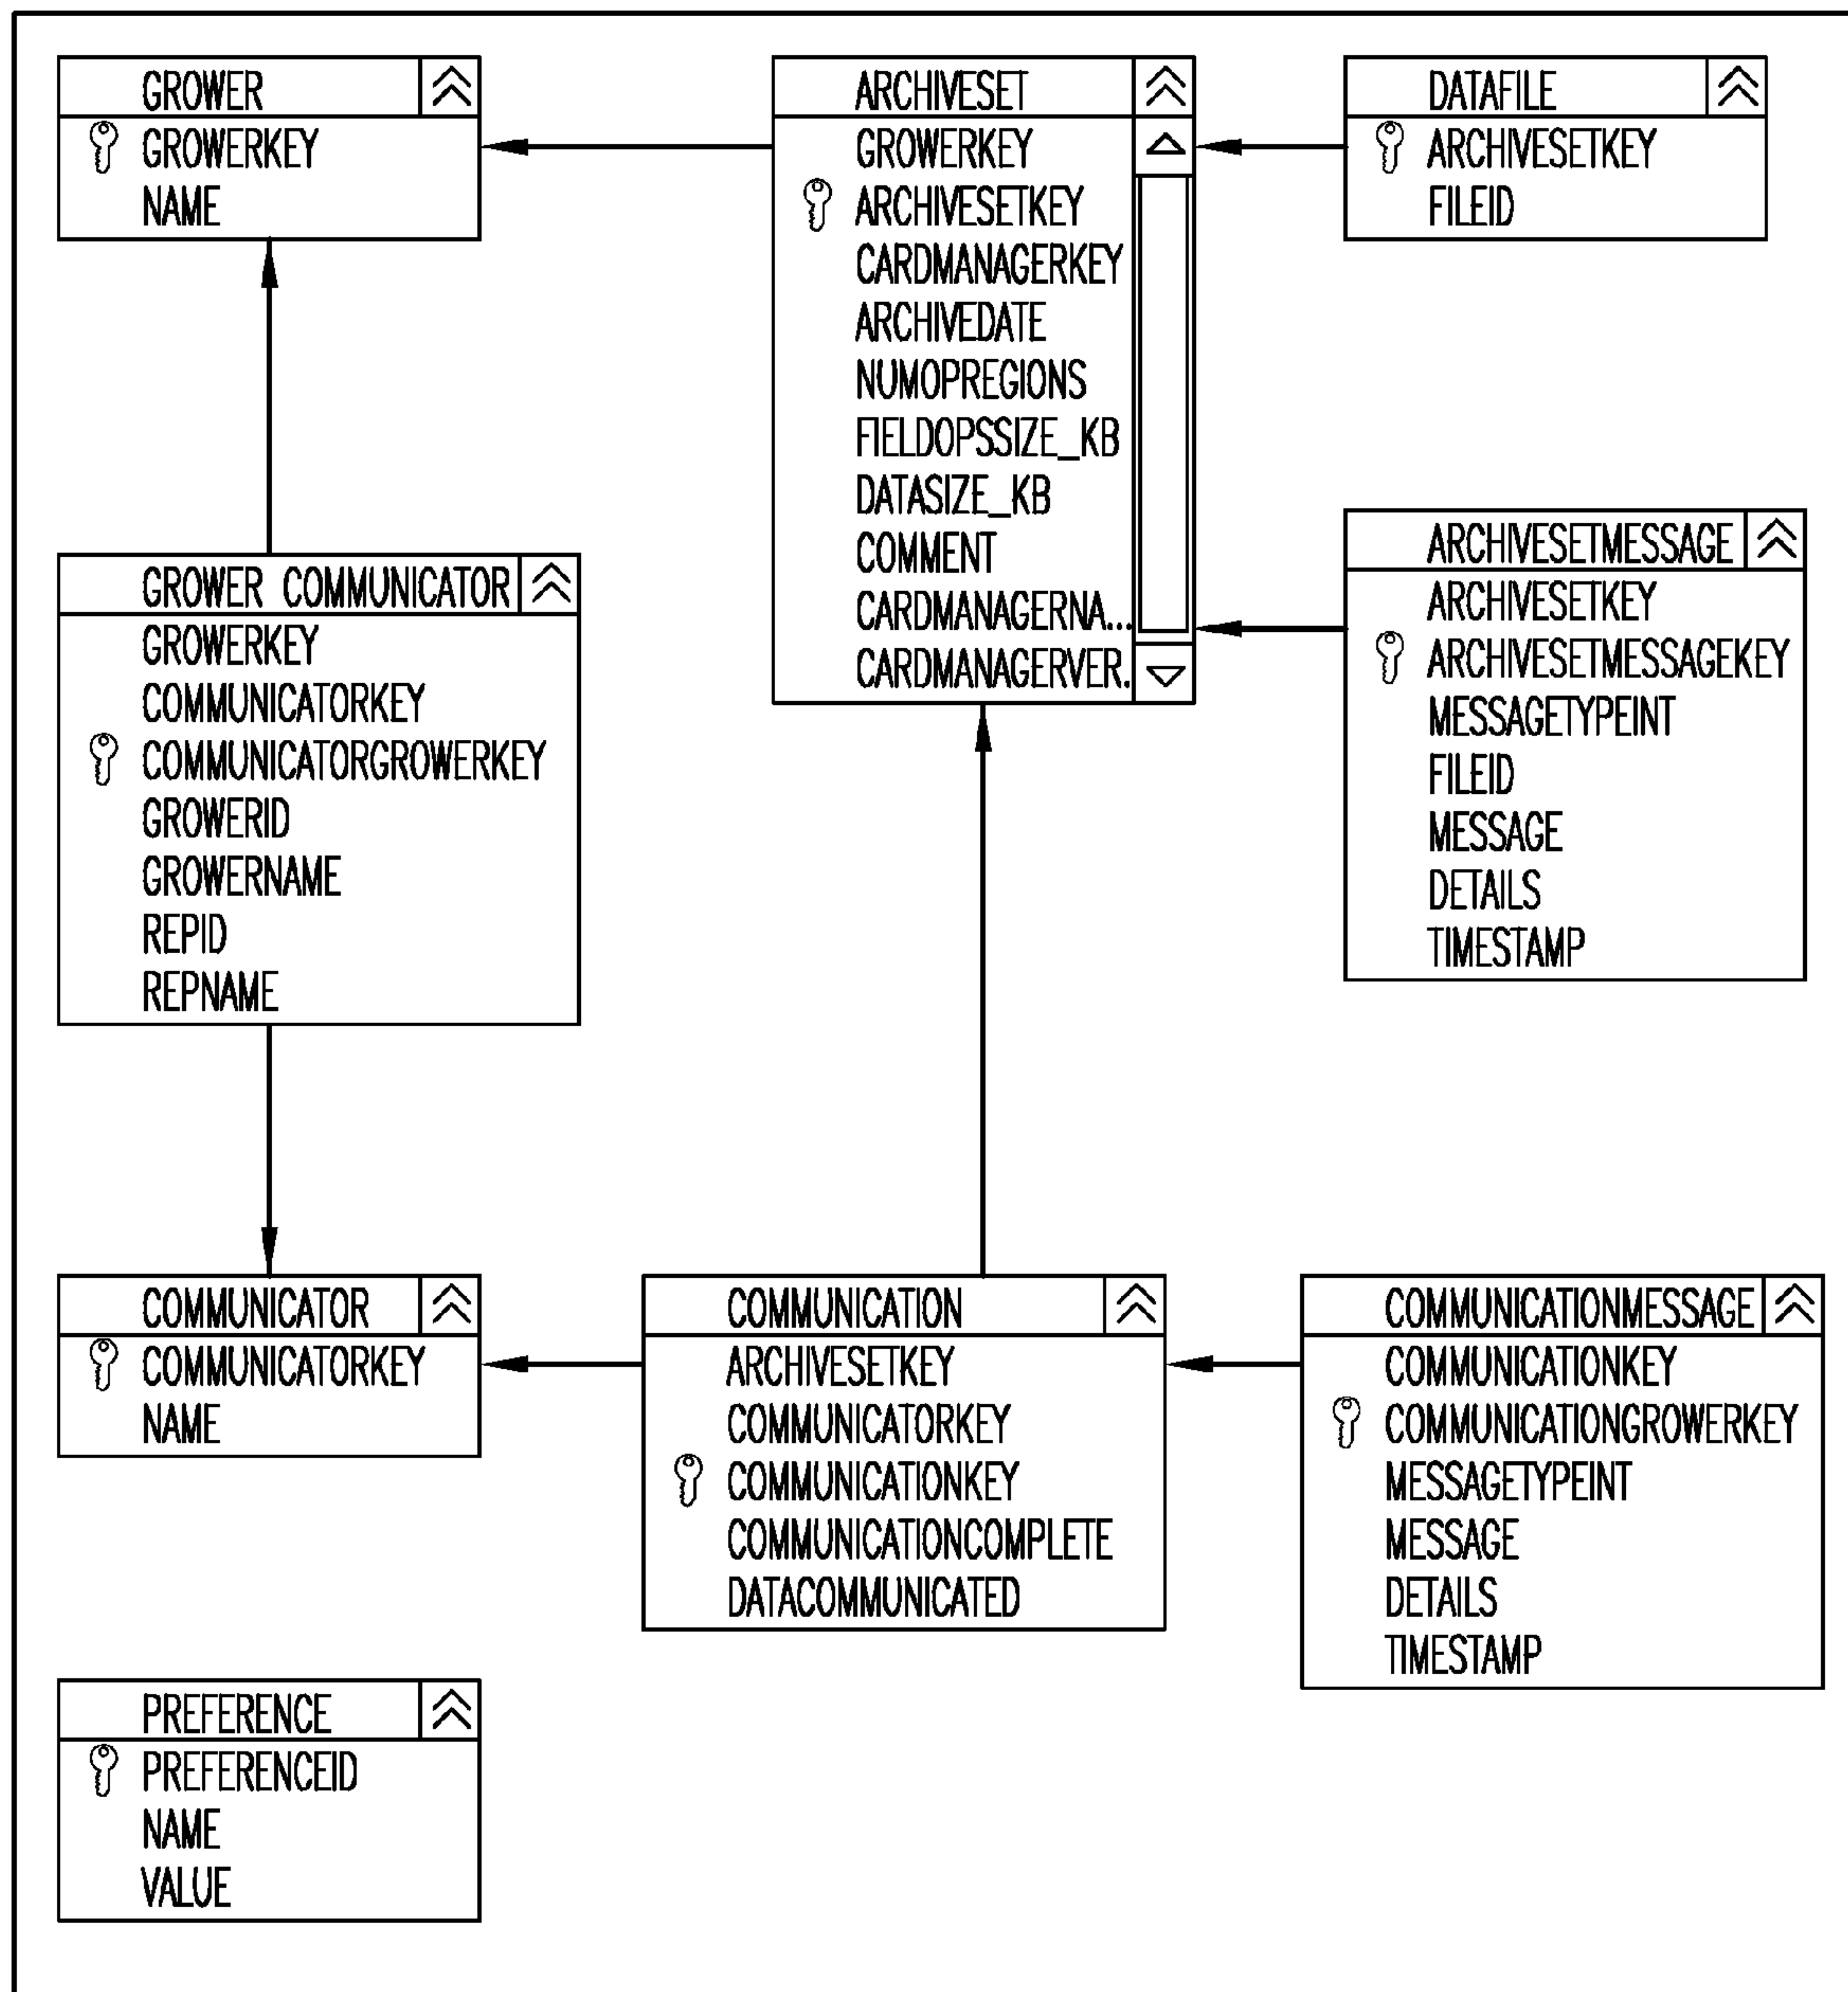 GROWER
GROWERKEY
NAME
ARCHIVESET
GROWERKEY
ARCHIVESETKEY
CARDMANAGERKEY
ARCHIVEDATE
NUMOPREGIONS
FIELDOPSSIZE_KB
DATASIZE_KB
COMMENT
CARDMANAGERNA...
CARDMANAGERVER.
DATAFILE
ARCHIVESETKEY
FILEID
ARCHIVESETMESSAGE
ARCHIVESETKEY
ARCHIVESETMESSAGEKEY
MESSAGETYPEINT
FILEID
MESSAGE
DETAILS
TIMESTAMP
GROWER COMMUNICATOR
GROWERKEY
COMMUNICATORKEY
COMMUNICATORGROWERKEY
GROWERID
GROWERNAME
REPID
REPNAME
COMMUNICATOR
COMMUNICATORKEY
NAME
COMMUNICATION
ARCHIVESETKEY
COMMUNICATORKEY
COMMUNICATIONKEY
COMMUNICATIONCOMPLETE
DATACOMMUNICATED
COMMUNICATIONMESSAGE
COMMUNICATIONKEY
COMMUNICATIONGROWERKEY
MESSAGETYPEINT
MESSAGE
DETAILS
TIMESTAMP
PREFERENCE
PREFERENCEID
NAME
VALUE